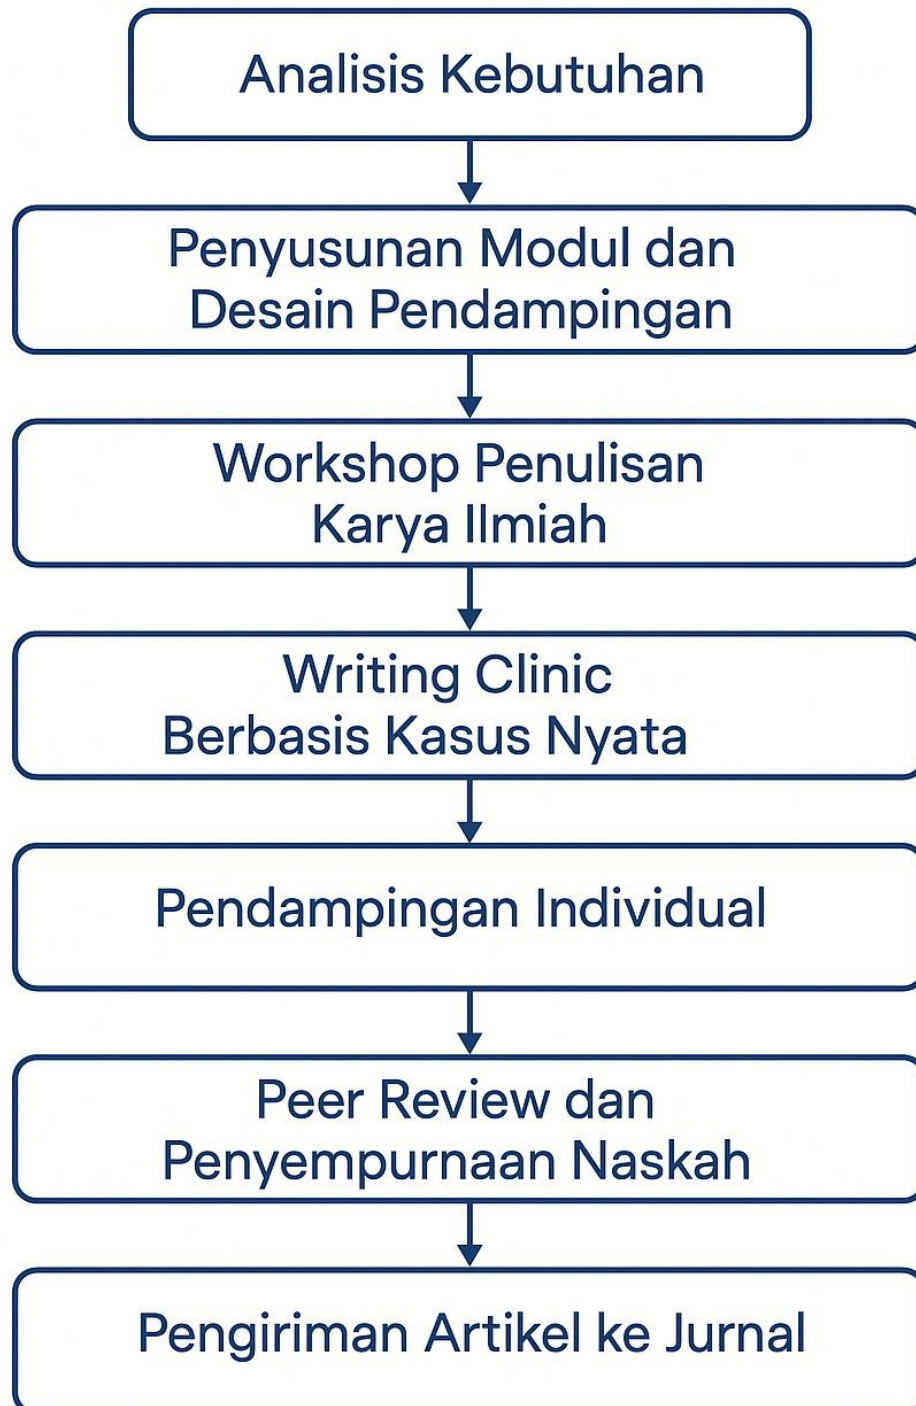 Analisis Kebutuhan
Penyusunan Modul dan
Desain Pendampingan
Workshop Penulisan
Karya Ilmiah
Writing Clinic
Berbasis Kasus Nyata
Pendampingan Individual
Peer Review dan
Penyempurnaan Naskah
Pengiriman Artikel ke Jurnal